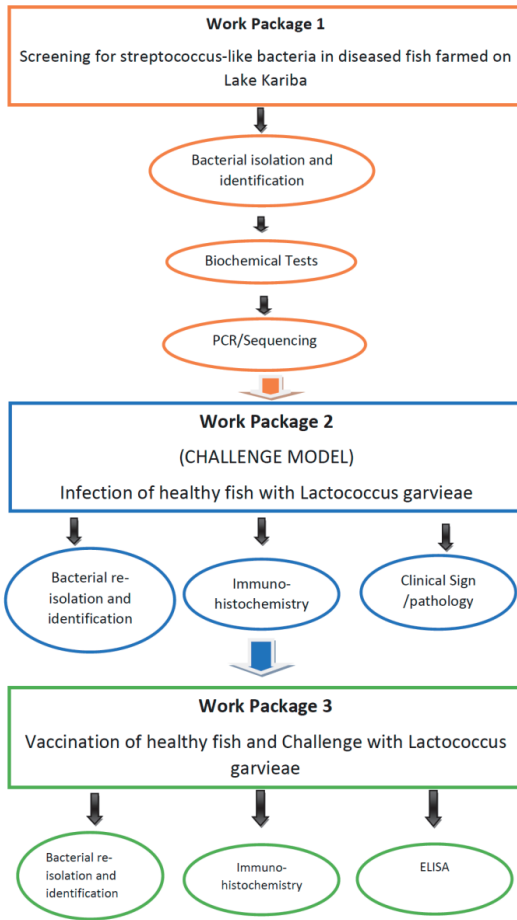 Work Package 1
Screening for streptococcus-like bacteria in diseased fish farmed on
Lake Kariba
Bacterial isolation and
identification
Biochemical Tests
PCR/Sequencing
Work Package 2
(CHALLENGE MODEL)
Infection of healthy fish with Lactococcus garvieae
Bacterial re-
isolation and
identification
Immuno-
histochemistry
Clinical Sign
/pathology
Work Package 3
Vaccination of healthy fish and Challenge with Lactococcus
garvieae
Bacterial re-
isolation and
identification
Immuno-
histochemistry
ELISA